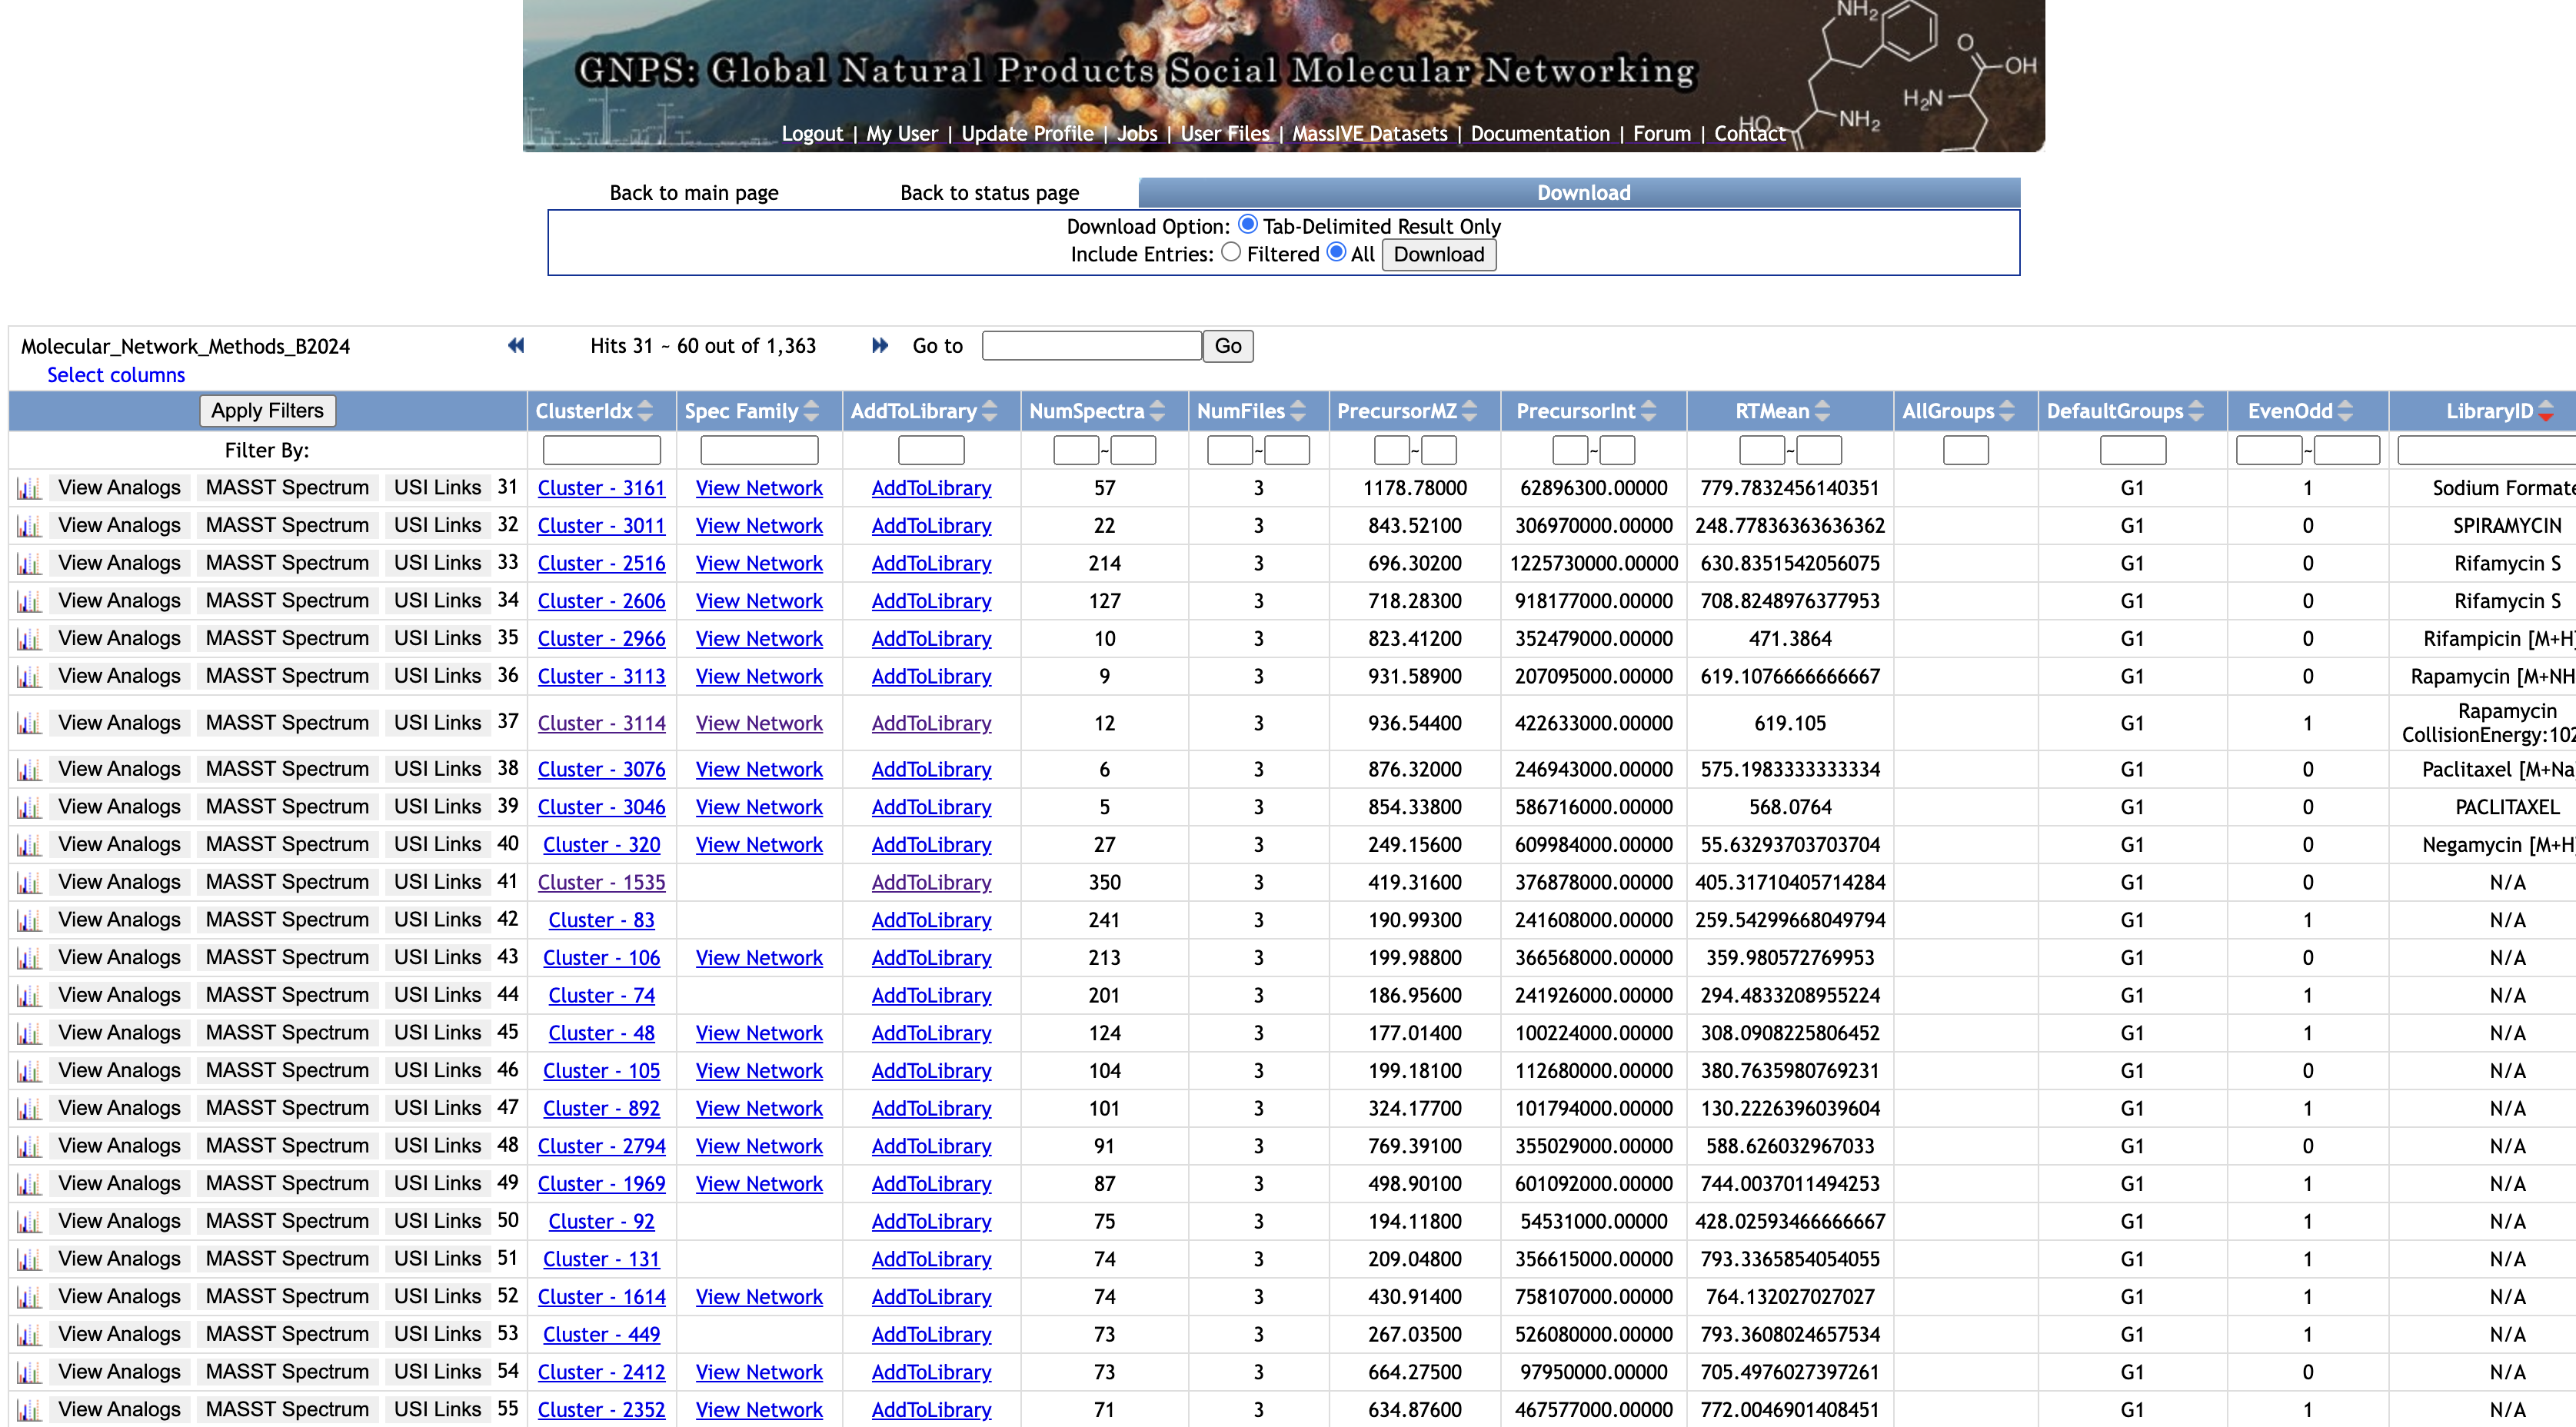 GNPS: Global Natural Products Social Molecular Networking
NH₂
O
OH
H₂N
NH₂
HO
Logout | My User | Update Profile | Jobs | User Files | MassIVE Datasets | Documentation | Forum | Contact
Back to main page Back to status page Download
Download Option: Tab-Delimited Result Only
Include Entries: Filtered All Download
Molecular_Network_Methods_B2024 Hits 31 ~ 60 out of 1,363 Go to Go
Select columns
Apply Filters ClusterIdx Spec Family AddToLibrary NumSpectra NumFiles PrecursorMZ PrecursorInt RTMean AllGroups DefaultGroups EvenOdd LibraryID
Filter By: ~ ~ ~ ~ ~ ~
View Analogs MASST Spectrum USI Links 31 Cluster - 3161 View Network AddToLibrary 57 3 1178.78000 62896300.00000 779.7832456140351 G1 1 Sodium Formate
View Analogs MASST Spectrum USI Links 32 Cluster - 3011 View Network AddToLibrary 22 3 843.52100 306970000.00000 248.77836363636362 G1 0 SPIRAMYCIN
View Analogs MASST Spectrum USI Links 33 Cluster - 2516 View Network AddToLibrary 214 3 696.30200 1225730000.00000 630.8351542056075 G1 0 Rifamycin S
View Analogs MASST Spectrum USI Links 34 Cluster - 2606 View Network AddToLibrary 127 3 718.28300 918177000.00000 708.8248976377953 G1 0 Rifamycin S
View Analogs MASST Spectrum USI Links 35 Cluster - 2966 View Network AddToLibrary 10 3 823.41200 352479000.00000 471.3864 G1 0 Rifampicin [M+H]
View Analogs MASST Spectrum USI Links 36 Cluster - 3113 View Network AddToLibrary 9 3 931.58900 207095000.00000 619.1076666666667 G1 0 Rapamycin [M+NH
View Analogs MASST Spectrum USI Links 37 Cluster - 3114 View Network AddToLibrary 12 3 936.54400 422633000.00000 619.105 G1 1 Rapamycin
CollisionEnergy:102
View Analogs MASST Spectrum USI Links 38 Cluster - 3076 View Network AddToLibrary 6 3 876.32000 246943000.00000 575.1983333333334 G1 0 Paclitaxel [M+Na
View Analogs MASST Spectrum USI Links 39 Cluster - 3046 View Network AddToLibrary 5 3 854.33800 586716000.00000 568.0764 G1 0 PACLITAXEL
View Analogs MASST Spectrum USI Links 40 Cluster - 320 View Network AddToLibrary 27 3 249.15600 609984000.00000 55.63293703703704 G1 0 Negamycin [M+H]
View Analogs MASST Spectrum USI Links 41 Cluster - 1535 AddToLibrary 350 3 419.31600 376878000.00000 405.31710405714284 G1 0 N/A
View Analogs MASST Spectrum USI Links 42 Cluster - 83 AddToLibrary 241 3 190.99300 241608000.00000 259.54299668049794 G1 1 N/A
View Analogs MASST Spectrum USI Links 43 Cluster - 106 View Network AddToLibrary 213 3 199.98800 366568000.00000 359.980572769953 G1 0 N/A
View Analogs MASST Spectrum USI Links 44 Cluster - 74 AddToLibrary 201 3 186.95600 241926000.00000 294.4833208955224 G1 1 N/A
View Analogs MASST Spectrum USI Links 45 Cluster - 48 View Network AddToLibrary 124 3 177.01400 100224000.00000 308.0908225806452 G1 1 N/A
View Analogs MASST Spectrum USI Links 46 Cluster - 105 View Network AddToLibrary 104 3 199.18100 112680000.00000 380.7635980769231 G1 0 N/A
View Analogs MASST Spectrum USI Links 47 Cluster - 892 View Network AddToLibrary 101 3 324.17700 101794000.00000 130.2226396039604 G1 1 N/A
View Analogs MASST Spectrum USI Links 48 Cluster - 2794 View Network AddToLibrary 91 3 769.39100 355029000.00000 588.626032967033 G1 0 N/A
View Analogs MASST Spectrum USI Links 49 Cluster - 1969 View Network AddToLibrary 87 3 498.90100 601092000.00000 744.0037011494253 G1 1 N/A
View Analogs MASST Spectrum USI Links 50 Cluster - 92 AddToLibrary 75 3 194.11800 54531000.00000 428.02593466666667 G1 1 N/A
View Analogs MASST Spectrum USI Links 51 Cluster - 131 AddToLibrary 74 3 209.04800 356615000.00000 793.3365854054055 G1 1 N/A
View Analogs MASST Spectrum USI Links 52 Cluster - 1614 View Network AddToLibrary 74 3 430.91400 758107000.00000 764.132027027027 G1 1 N/A
View Analogs MASST Spectrum USI Links 53 Cluster - 449 AddToLibrary 73 3 267.03500 526080000.00000 793.3608024657534 G1 1 N/A
View Analogs MASST Spectrum USI Links 54 Cluster - 2412 View Network AddToLibrary 73 3 664.27500 97950000.00000 705.4976027397261 G1 0 N/A
View Analogs MASST Spectrum USI Links 55 Cluster - 2352 View Network AddToLibrary 71 3 634.87600 467577000.00000 772.0046901408451 G1 1 N/A